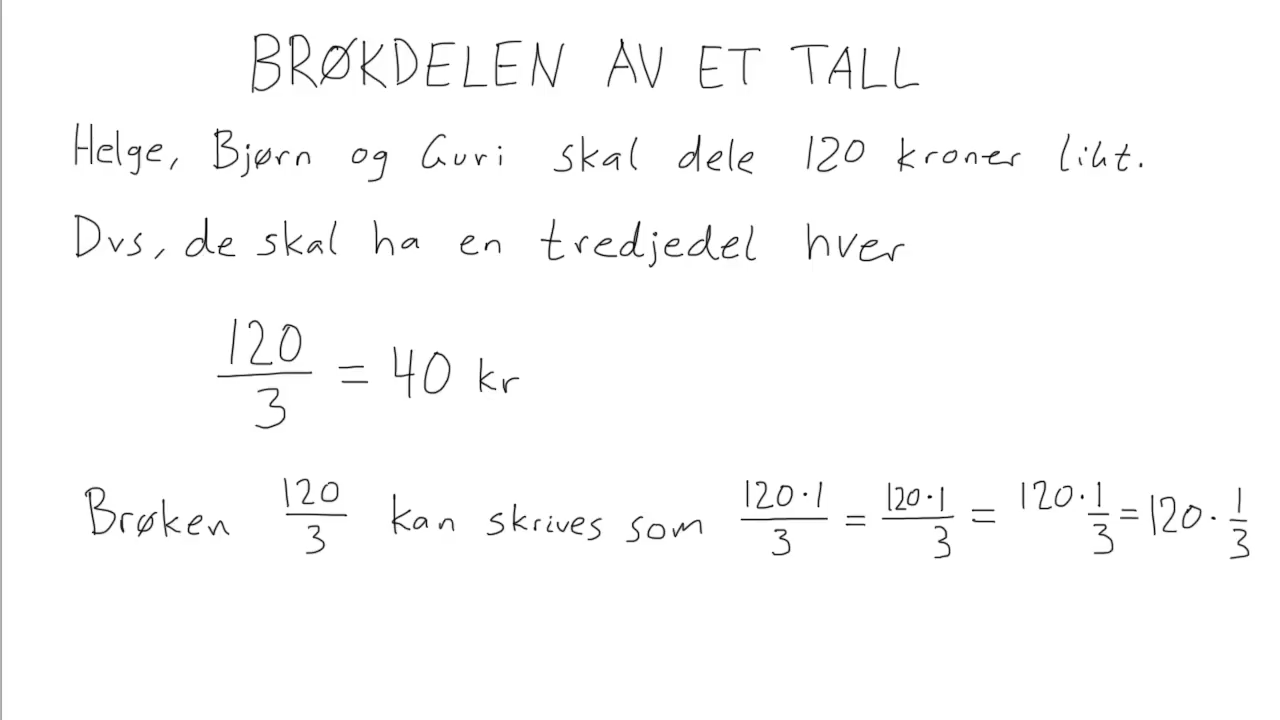 BRØKDELEN AV ET TALL
Helge, Bjørn og Guri skal dele 120 kroner likt.
Dvs, de skal ha en tredjedel hver
120/3 = 40 kr
Brøken 120/3 kan skrives som 120·1/3 = 120·1/3 = 120·1/3 = 120·1/3